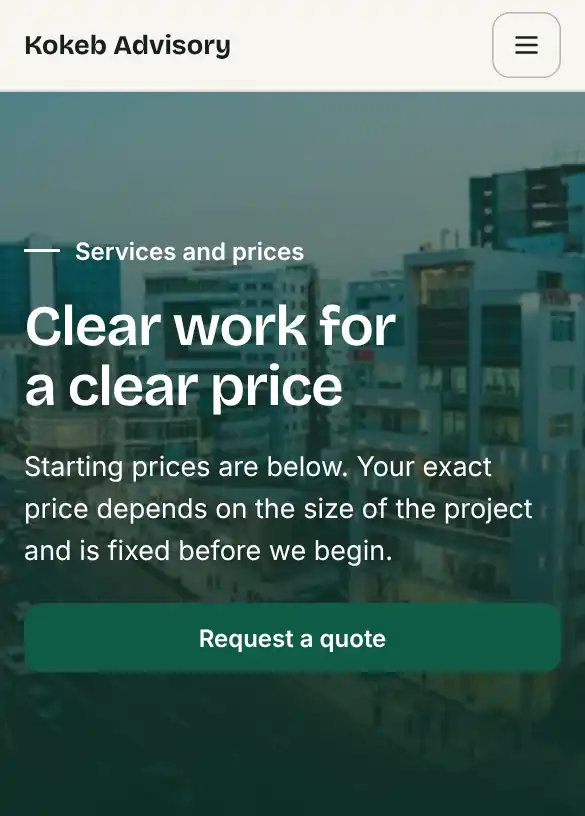 Kokeb Advisory
Services and prices
Clear work for
a clear price
Starting prices are below. Your exact
price depends on the size of the project
and is fixed before we begin.
Request a quote